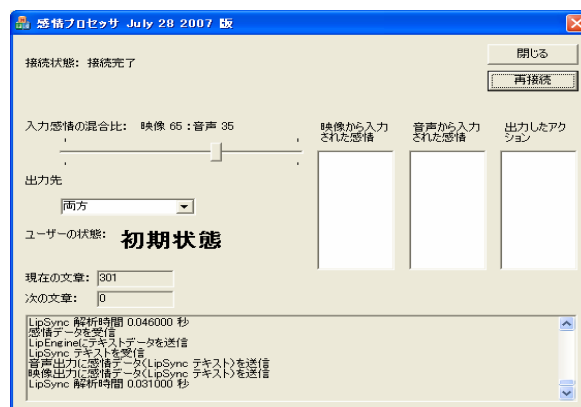 感情プロセッサ July 28 2007 版
閉じる
接続状態: 接続完了
再接続
入力感情の混合比: 映像 65 : 音声 35
映像から入力
された感情
音声から入力
された感情
出力したアク
ション
出力先
両方
ユーザーの状態: 初期状態
現在の文章: 301
次の文章: 0
LipSync 解析時間 0.046000 秒
感情データを受信
LipEngineにテキストデータを送信
LipSync テキストを受信
音声出力に感情データ(LipSync テキスト)を送信
映像出力に感情データ(LipSync テキスト)を送信
LipSync 解析時間 0.031000 秒